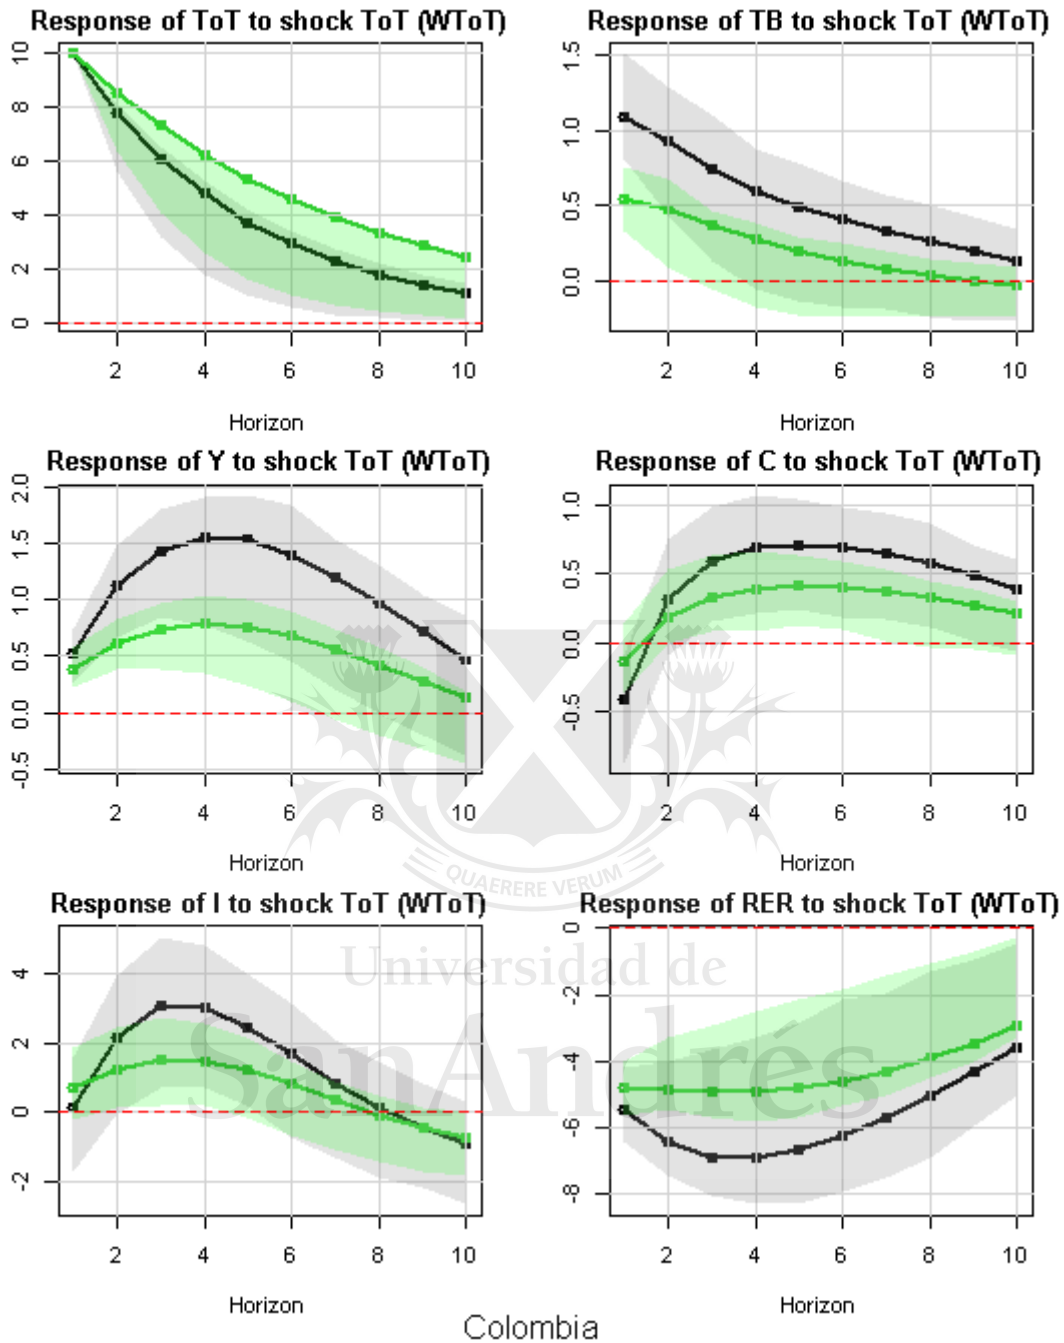 Response of ToT to shock ToT (WToT)
Response of TB to shock ToT (WToT)
10
8
6
4
2
0
2 4 6 8 10
Horizon
1.5
1.0
0.5
0.0
2 4 6 8 10
Horizon
Response of Y to shock ToT (WToT)
Response of C to shock ToT (WToT)
2.0
1.5
1.0
0.5
0.0
-0.5
2 4 6 8 10
Horizon
1.0
0.5
0.0
-0.5
2 4 6 8 10
Horizon
QUAERERE VERUM
Response of I to shock ToT (WToT)
Response of RER to shock ToT (WToT)
4
2
0
-2
2 4 6 8 10
Horizon
0
-2
-4
-6
-8
2 4 6 8 10
Horizon
Universidad de
SanAndrés
Colombia